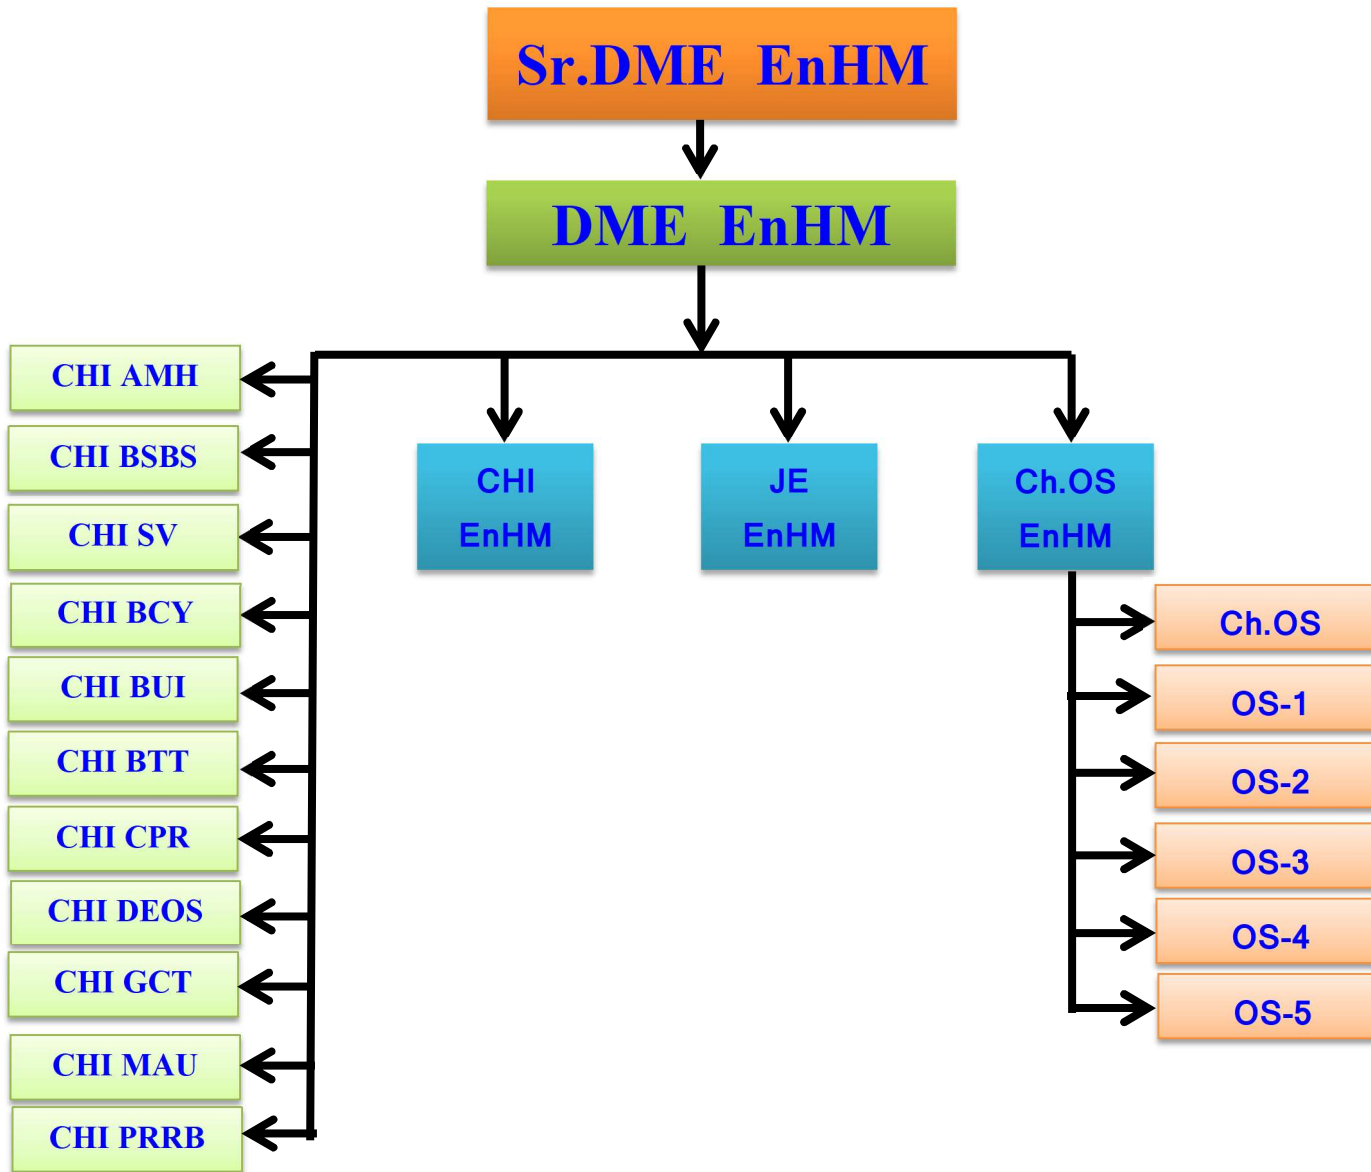 Sr.DME EnHM
DME EnHM
CHI AMH
CHI BSBS
CHI SV
CHI BCY
CHI BUI
CHI BTT
CHI CPR
CHI DEOS
CHI GCT
CHI MAU
CHI PRRB
CHI
EnHM
JE
EnHM
Ch.OS
EnHM
Ch.OS
OS-1
OS-2
OS-3
OS-4
OS-5